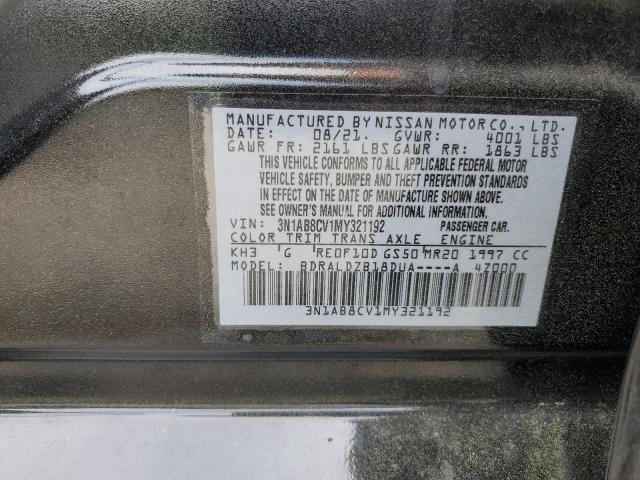 MANUFACTURED BY NISSAN MOTOR CO., LTD.
DATE: 08/21. GVWR: 4001 LBS
GAWR FR: 2161 LBS GAWR RR: 1863 LBS
THIS VEHICLE CONFORMS TO ALL APPLICABLE FEDERAL MOTOR
VEHICLE SAFETY, BUMPER AND THEFT PREVENTION STANDARDS
IN EFFECT ON THE DATE OF MANUFACTURE SHOWN ABOVE.
SEE OWNER'S MANUAL FOR ADDITIONAL INFORMATION.
VIN: 3N1AB8CV1MY321192 PASSENGER CAR.
COLOR TRIM TRANS AXLE ENGINE
KH3 G RE0F10D GS50 MR20 1997 CC
MODEL: BDRALDZB18DUA----A 4Z000
3N1AB8CV1MY321192